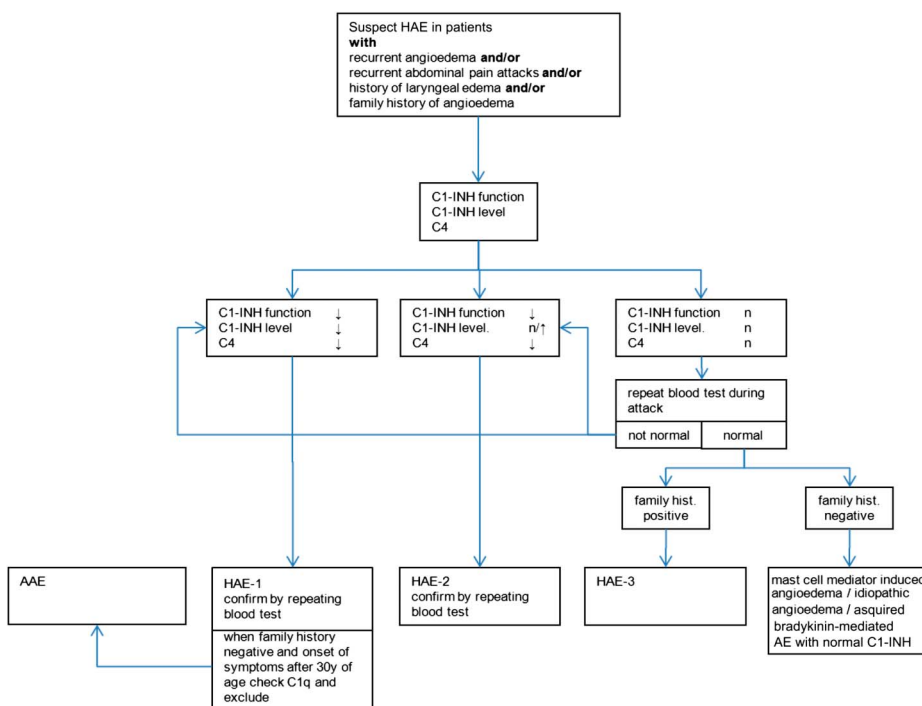 Suspect HAE in patients
with
recurrent angioedema and/or
recurrent abdominal pain attacks and/or
history of laryngeal edema and/or
family history of angioedema
C1-INH function
C1-INH level
C4
C1-INH function ↓
C1-INH level ↓
C4 ↓
C1-INH function ↓
C1-INH level. n/↑
C4 ↓
C1-INH function n
C1-INH level. n
C4 n
repeat blood test during
attack
not normal
normal
family hist.
positive
family hist.
negative
AAE
HAE-1
confirm by repeating
blood test
when family history
negative and onset of
symptoms after 30y of
age check C1q and
exclude
HAE-2
confirm by repeating
blood test
HAE-3
mast cell mediator induced
angioedema / idiopathic
angioedema / asquired
bradykinin-mediated
AE with normal C1-INH